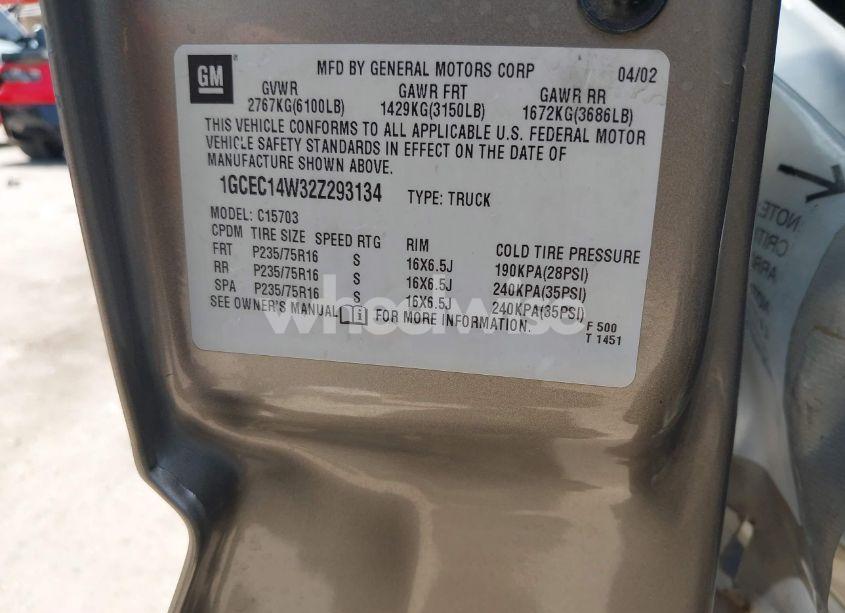 GM
MFD BY GENERAL MOTORS CORP 04/02
GVWR GAWR FRT GAWR RR
2767KG(6100LB) 1429KG(3150LB) 1672KG(3686LB)
THIS VEHICLE CONFORMS TO ALL APPLICABLE U.S. FEDERAL MOTOR
VEHICLE SAFETY STANDARDS IN EFFECT ON THE DATE OF
MANUFACTURE SHOWN ABOVE.
1GCEC14W32Z293134 TYPE: TRUCK
MODEL: C15703
CPDM TIRE SIZE SPEED RTG RIM COLD TIRE PRESSURE
FRT P235/75R16 S 16X6.5J 190KPA(28PSI)
RR P235/75R16 S 16X6.5J 240KPA(35PSI)
SPA P235/75R16 S 16X6.5J 240KPA(35PSI)
SEE OWNER'S MANUAL FOR MORE INFORMATION.
F 500
T 1451
wheelwise
NOTE: